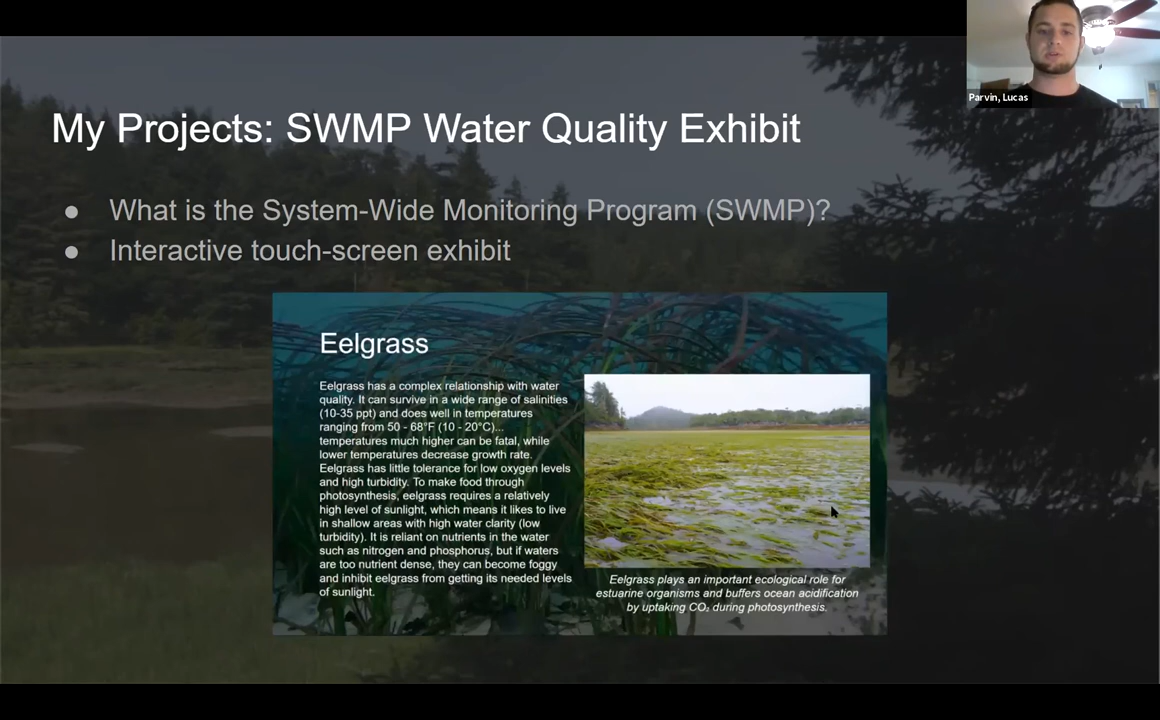 Parvin, Lucas
My Projects: SWMP Water Quality Exhibit
● What is the System-Wide Monitoring Program (SWMP)?
● Interactive touch-screen exhibit
Eelgrass
Eelgrass has a complex relationship with water
quality. It can survive in a wide range of salinities
(10-35 ppt) and does well in temperatures
ranging from 50 - 68°F (10 - 20°C)...
temperatures much higher can be fatal, while
lower temperatures decrease growth rate.
Eelgrass has little tolerance for low oxygen levels
and high turbidity. To make food through
photosynthesis, eelgrass requires a relatively
high level of sunlight, which means it likes to live
in shallow areas with high water clarity (low
turbidity). It is reliant on nutrients in the water
such as nitrogen and phosphorus, but if waters
are too nutrient dense, they can become foggy
and inhibit eelgrass from getting its needed levels
of sunlight.
Eelgrass plays an important ecological role for
estuarine organisms and buffers ocean acidification
by uptaking CO₂ during photosynthesis.